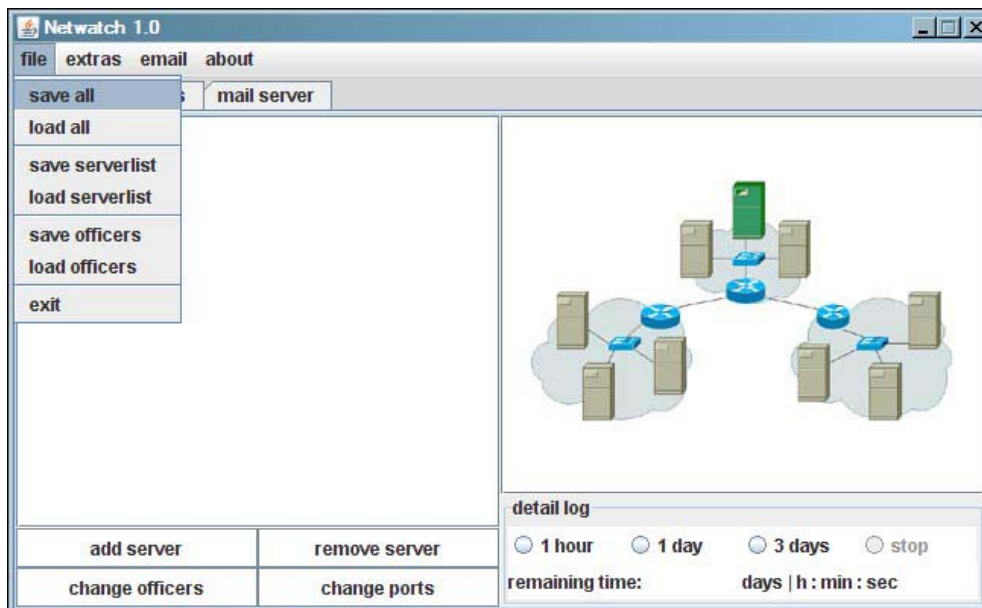 Netwatch 1.0
file extras email about
save all
mail server
load all
save serverlist
load serverlist
save officers
load officers
exit
add server
remove server
change officers
change ports
detail log
1 hour 1 day 3 days stop
remaining time: days | h : min : sec